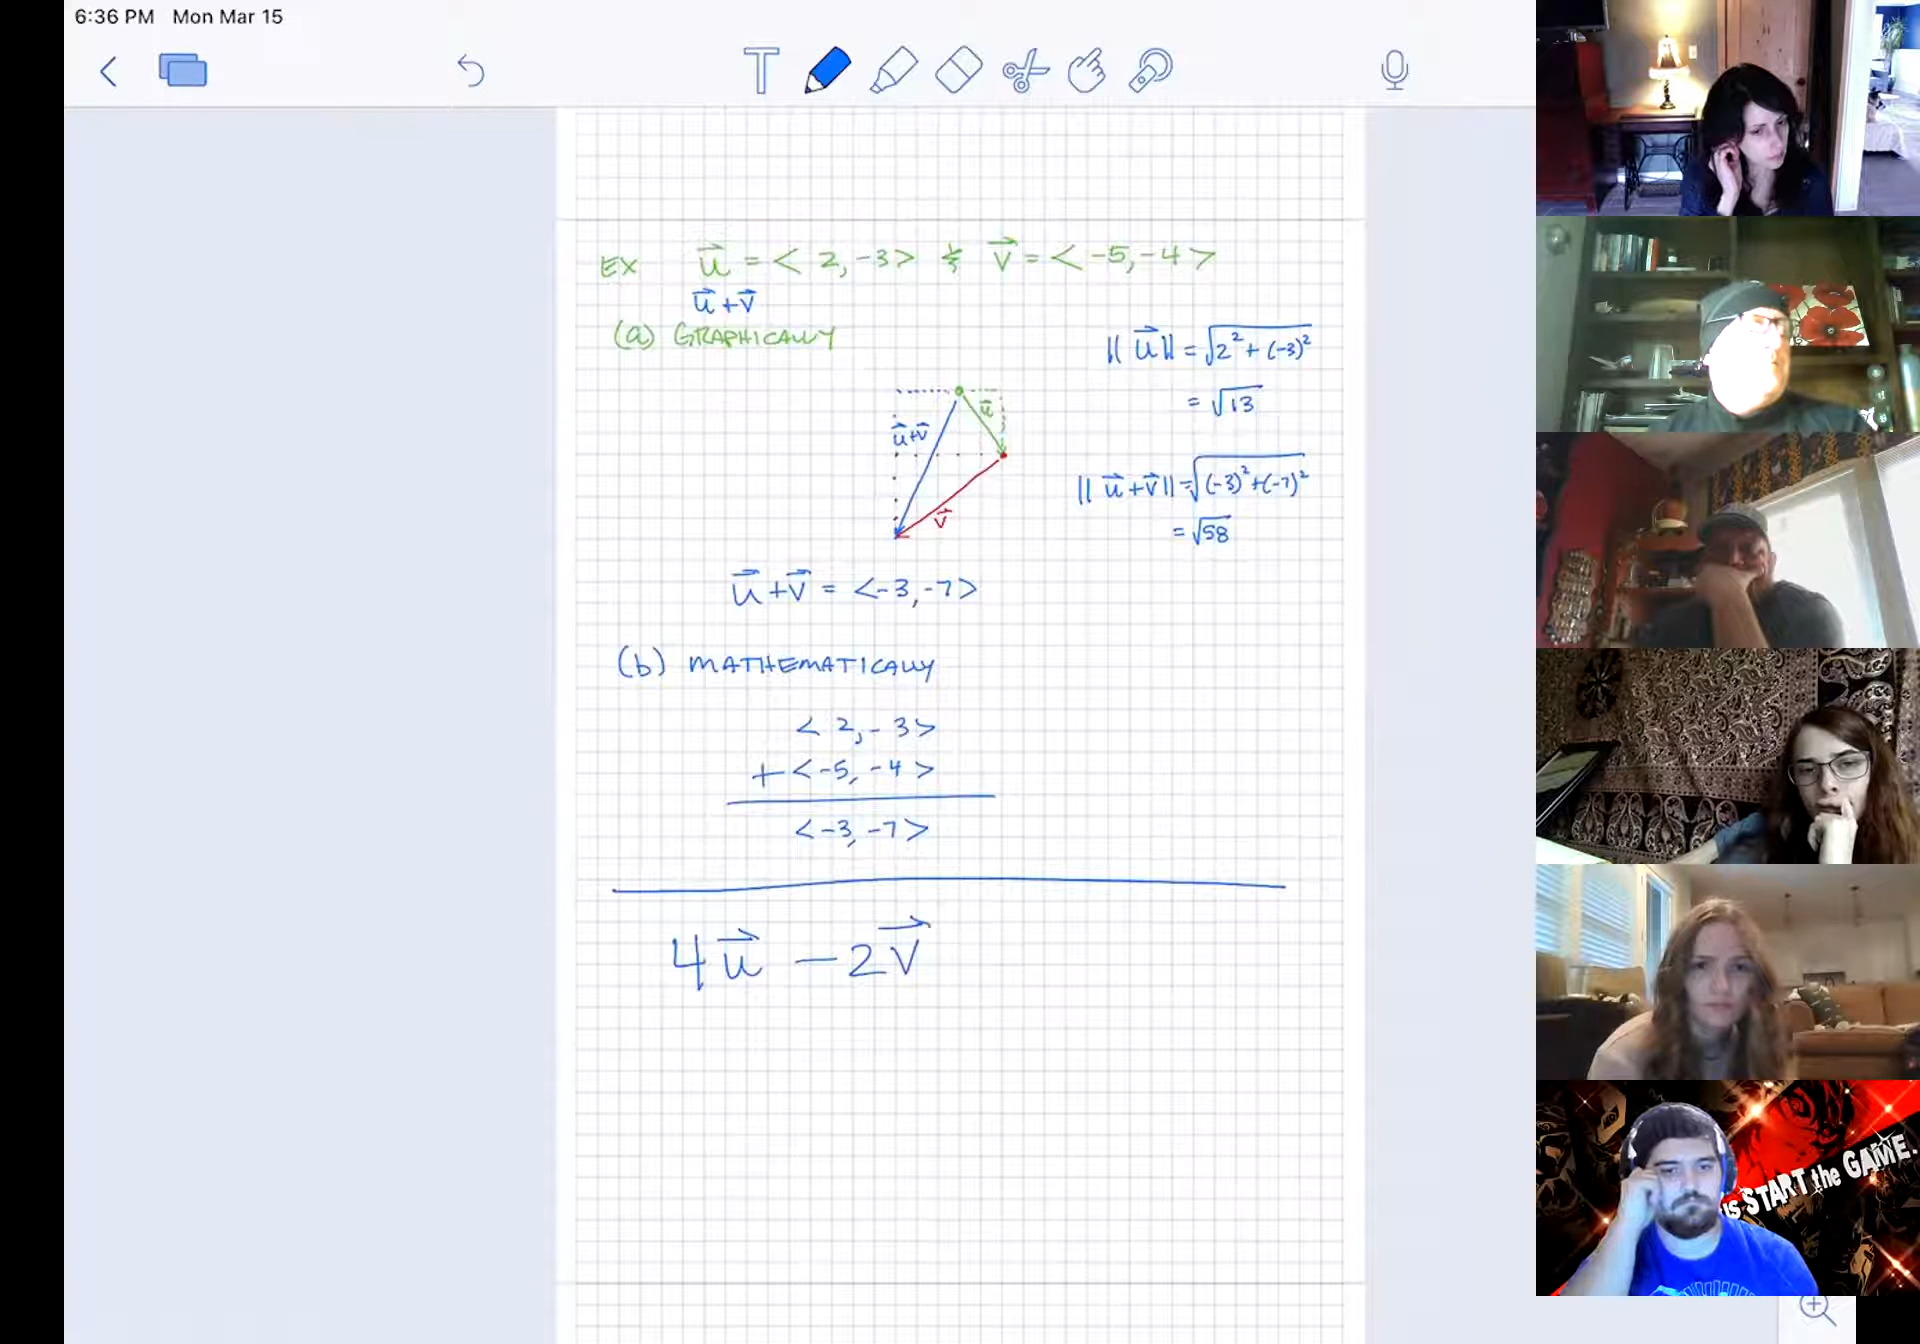 6:36 PM Mon Mar 15
EX u⃗ = < 2, -3 > & v⃗ = < -5, -4 >
u⃗ + v⃗
(a) GRAPHICALLY
|| u⃗ || = √2² + (-3)²
= √13
u⃗
u⃗+v⃗
v⃗
|| u⃗ + v⃗ || = √(-3)² + (-7)²
= √58
u⃗ + v⃗ = <-3, -7>
(b) MATHEMATICALLY
< 2, -3 >
+ < -5, -4 >
< -3, -7 >
4u⃗ - 2v⃗
IS START the GAME.